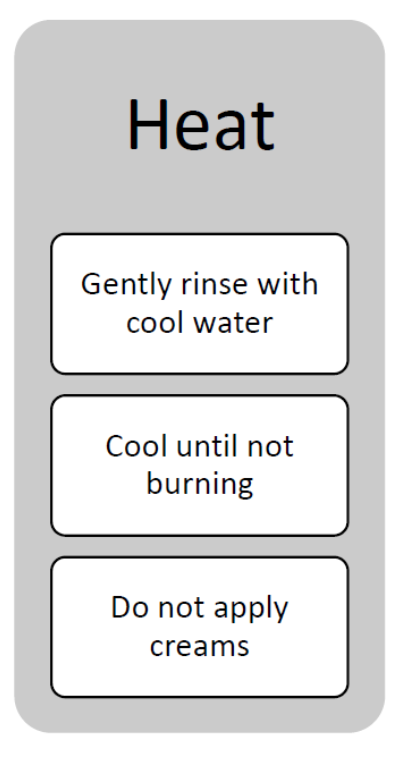 Heat
Gently rinse with
cool water
Cool until not
burning
Do not apply
creams